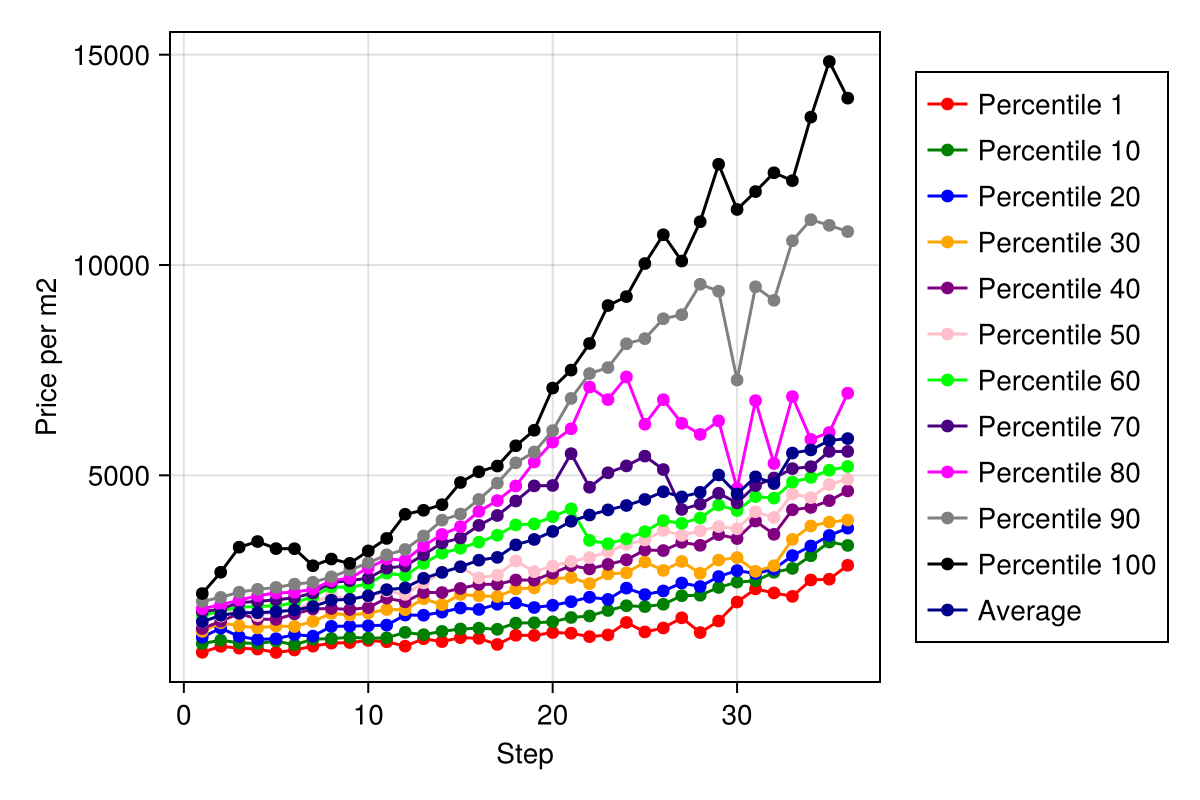 15000
10000
5000
Price per m2
0 10 20 30
Step
Percentile 1
Percentile 10
Percentile 20
Percentile 30
Percentile 40
Percentile 50
Percentile 60
Percentile 70
Percentile 80
Percentile 90
Percentile 100
Average